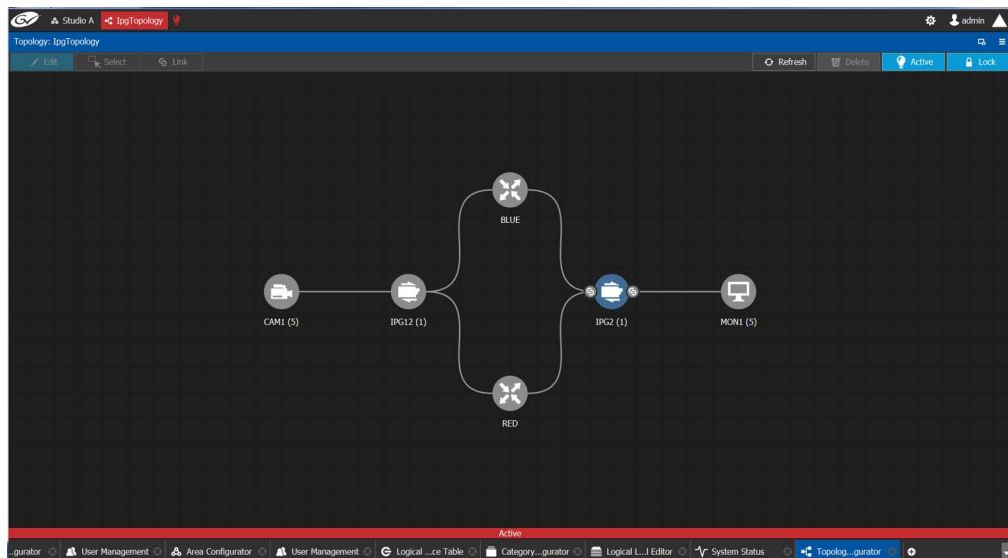 GV Studio A IpgTopology admin
Topology: IpgTopology
Edit Select Link Refresh Delete Active Lock
BLUE
CAM1 (5) IPG12 (1) IPG2 (1) MON1 (5)
RED
Active
..gurator User Management Area Configurator User Management Logical ...ce Table Category...gurator Logical L...l Editor System Status Topolog...gurator